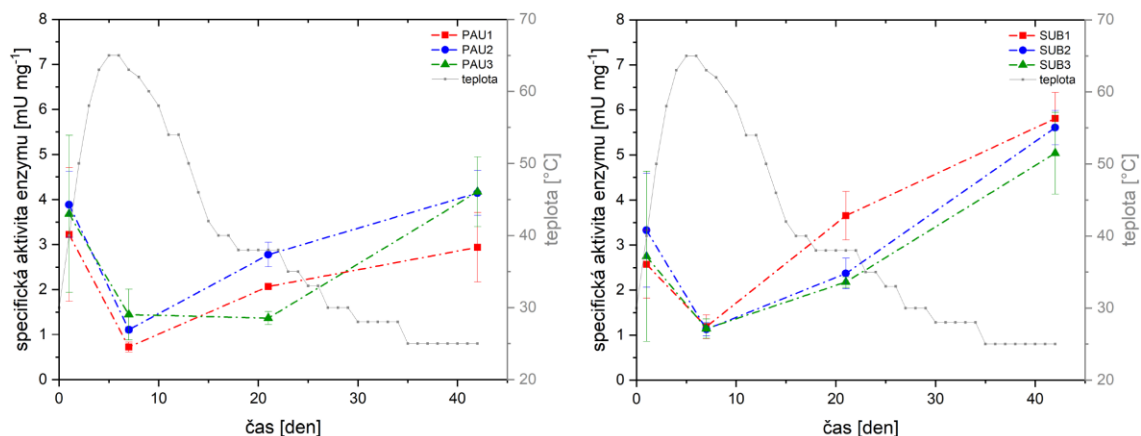 specifická aktivita enzymu [mU mg⁻¹]
8
7
6
5
4
3
2
1
0
PAU1
PAU2
PAU3
teplota
70
60
50
40
30
20
teplota [°C]
0 10 20 30 40
čas [den]
specifická aktivita enzymu [mU mg⁻¹]
8
7
6
5
4
3
2
1
0
SUB1
SUB2
SUB3
teplota
70
60
50
40
30
20
teplota [°C]
0 10 20 30 40
čas [den]